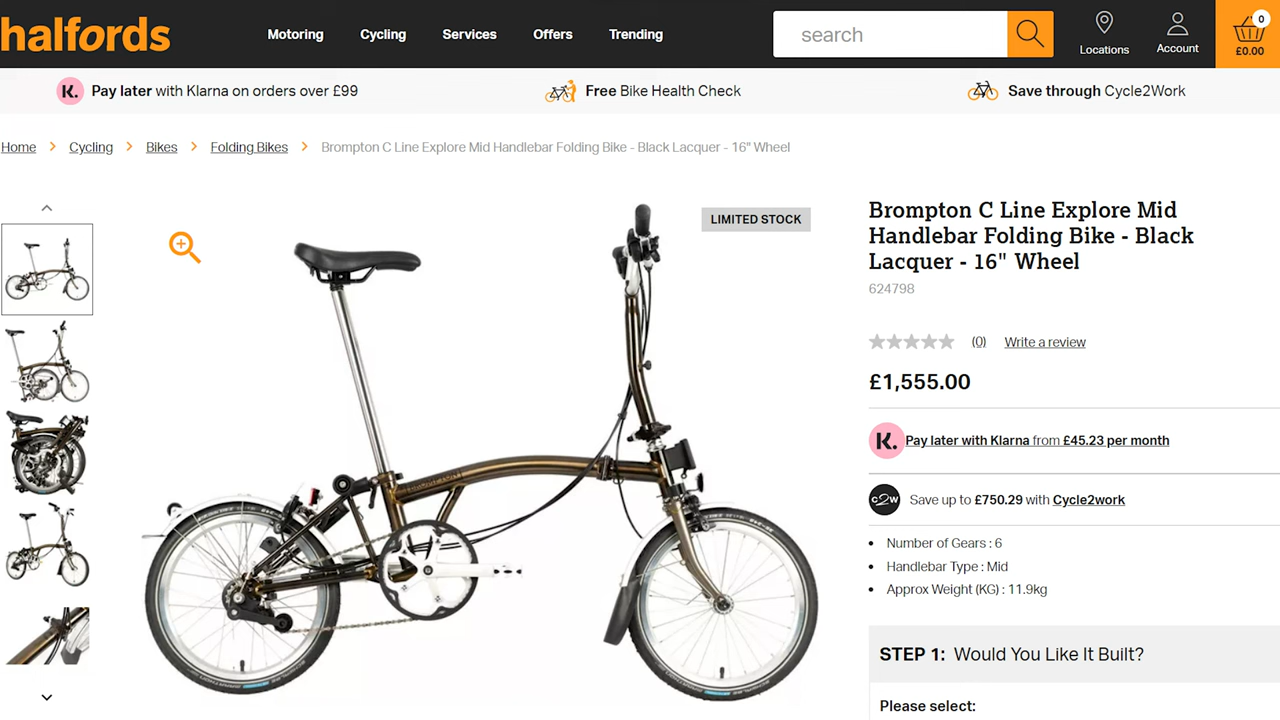 halfords
Motoring
Cycling
Services
Offers
Trending
search
Locations
Account
0
£0.00
K. Pay later with Klarna on orders over £99
Free Bike Health Check
Save through Cycle2Work
Home
Cycling
Bikes
Folding Bikes
Brompton C Line Explore Mid Handlebar Folding Bike - Black Lacquer - 16" Wheel
LIMITED STOCK
Brompton C Line Explore Mid
Handlebar Folding Bike - Black
Lacquer - 16" Wheel
624798
(0)
Write a review
£1,555.00
K. Pay later with Klarna from £45.23 per month
c2w Save up to £750.29 with Cycle2work
• Number of Gears : 6
• Handlebar Type : Mid
• Approx Weight (KG) : 11.9kg
STEP 1: Would You Like It Built?
Please select: